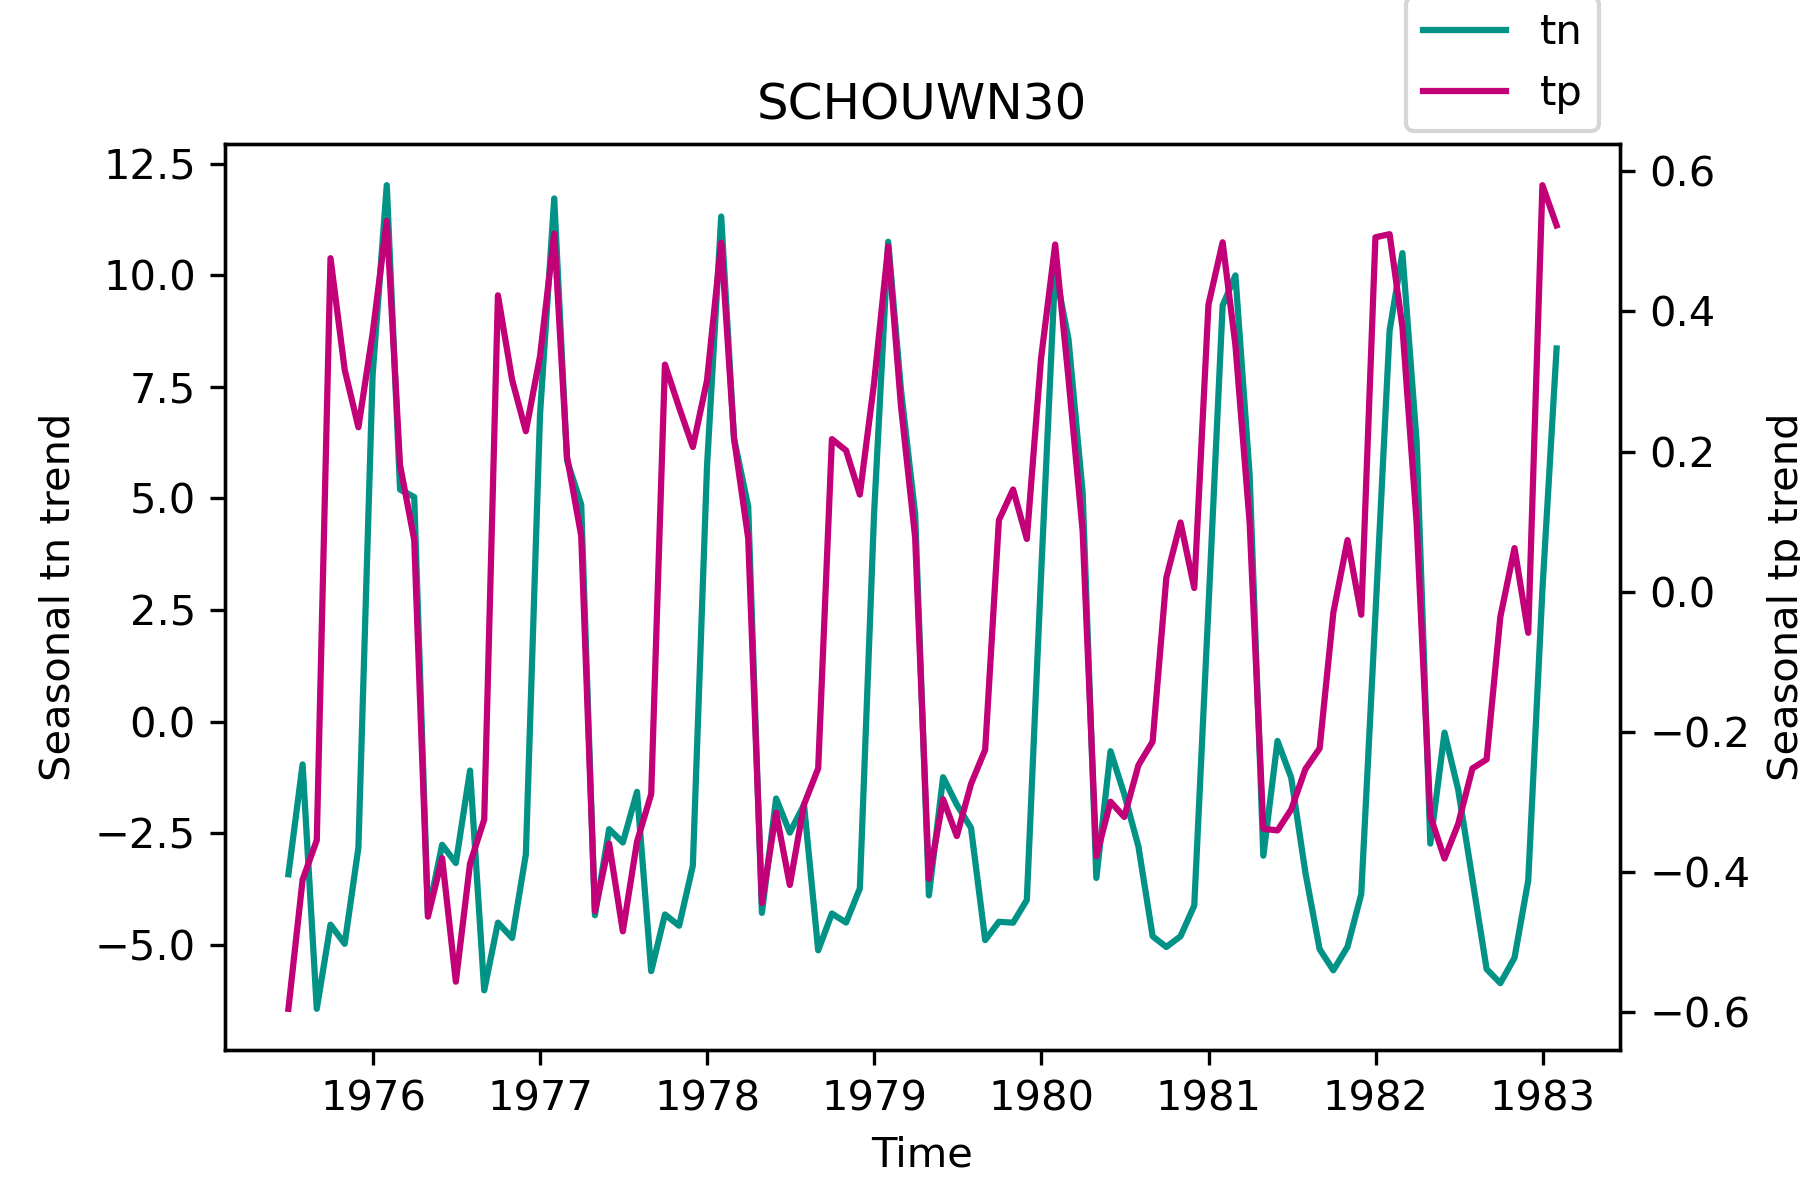 tn
tp
SCHOUWN30
12.5
10.0
7.5
5.0
2.5
0.0
−2.5
−5.0
Seasonal tn trend
0.6
0.4
0.2
0.0
−0.2
−0.4
−0.6
Seasonal tp trend
1976 1977 1978 1979 1980 1981 1982 1983
Time